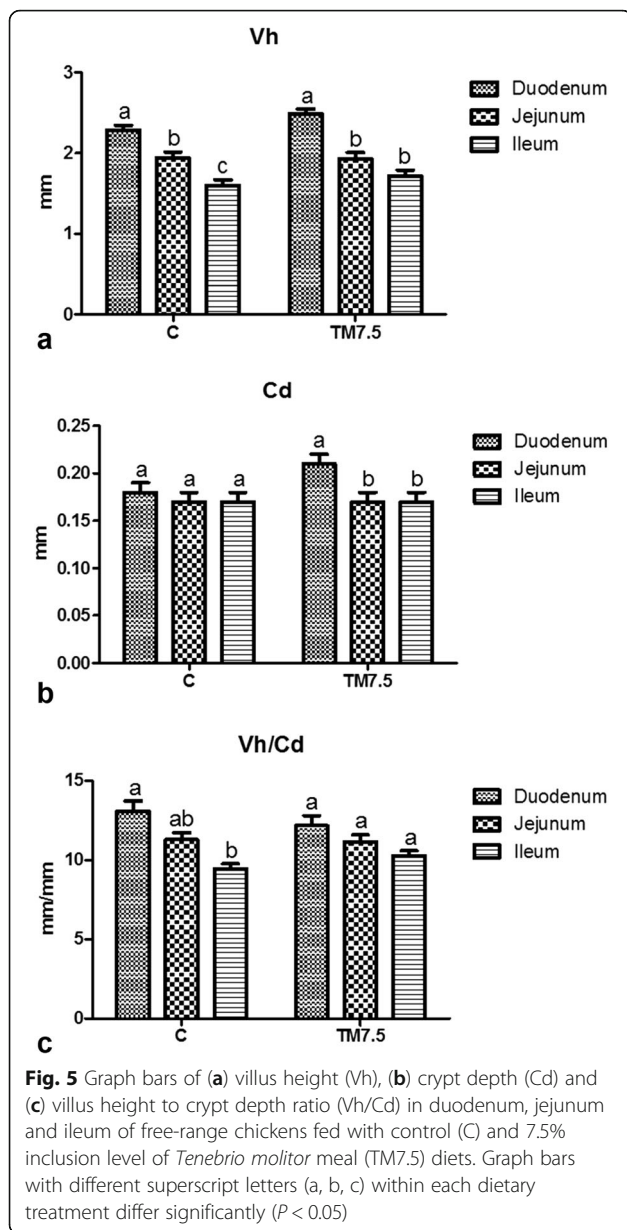 Vh
3
a
a
Duodenum
b
b
Jejunum
b
2
c
Ileum
mm
1
0
C
TM7.5
a
Cd
0.25
a
Duodenum
a
a
a
b
b
Jejunum
0.20
Ileum
0.15
mm
0.10
0.05
0.00
C
TM7.5
b
Vh/Cd
15
a
a
Duodenum
ab
a
a
Jejunum
b
Ileum
10
mm/mm
5
0
C
TM7.5
c
Fig. 5 Graph bars of (a) villus height (Vh), (b) crypt depth (Cd) and
(c) villus height to crypt depth ratio (Vh/Cd) in duodenum, jejunum
and ileum of free-range chickens fed with control (C) and 7.5%
inclusion level of Tenebrio molitor meal (TM7.5) diets. Graph bars
with different superscript letters (a, b, c) within each dietary
treatment differ significantly (P < 0.05)